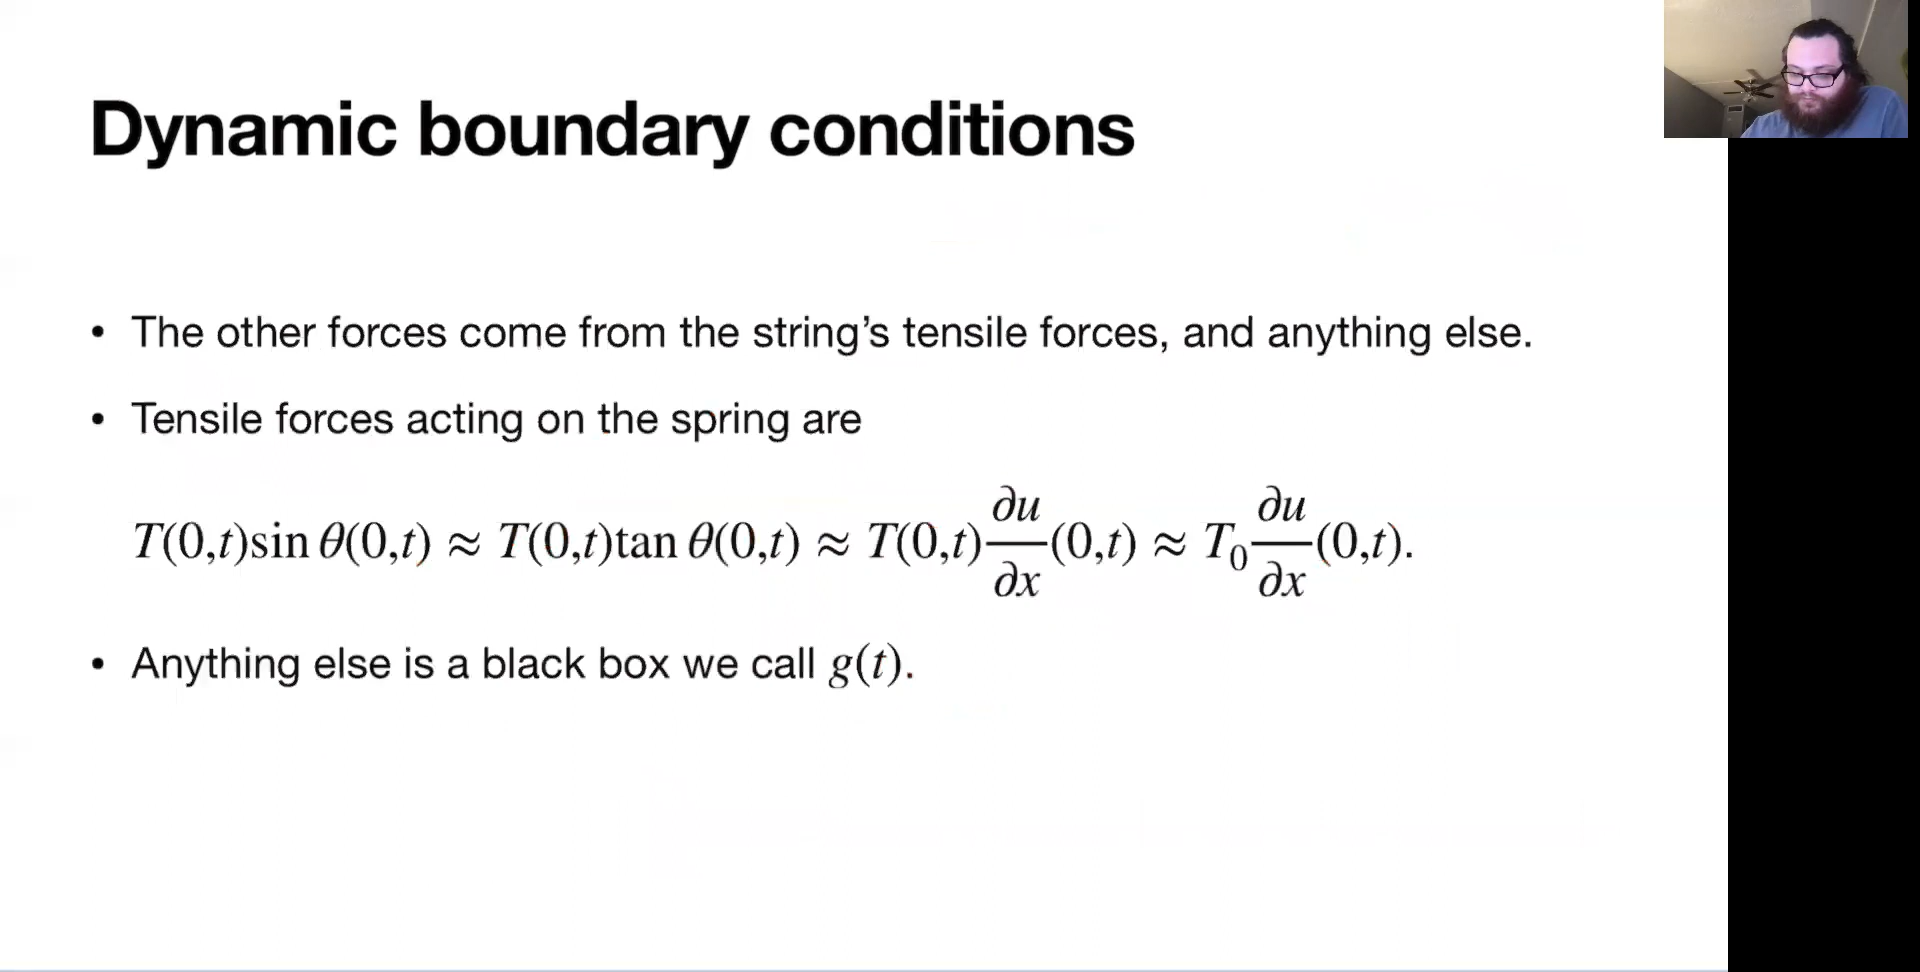 Dynamic boundary conditions
• The other forces come from the string’s tensile forces, and anything else.
• Tensile forces acting on the spring are
T(0,t)sin θ(0,t) ≈ T(0,t)tan θ(0,t) ≈ T(0,t)∂u/∂x(0,t) ≈ T₀∂u/∂x(0,t).
• Anything else is a black box we call g(t).